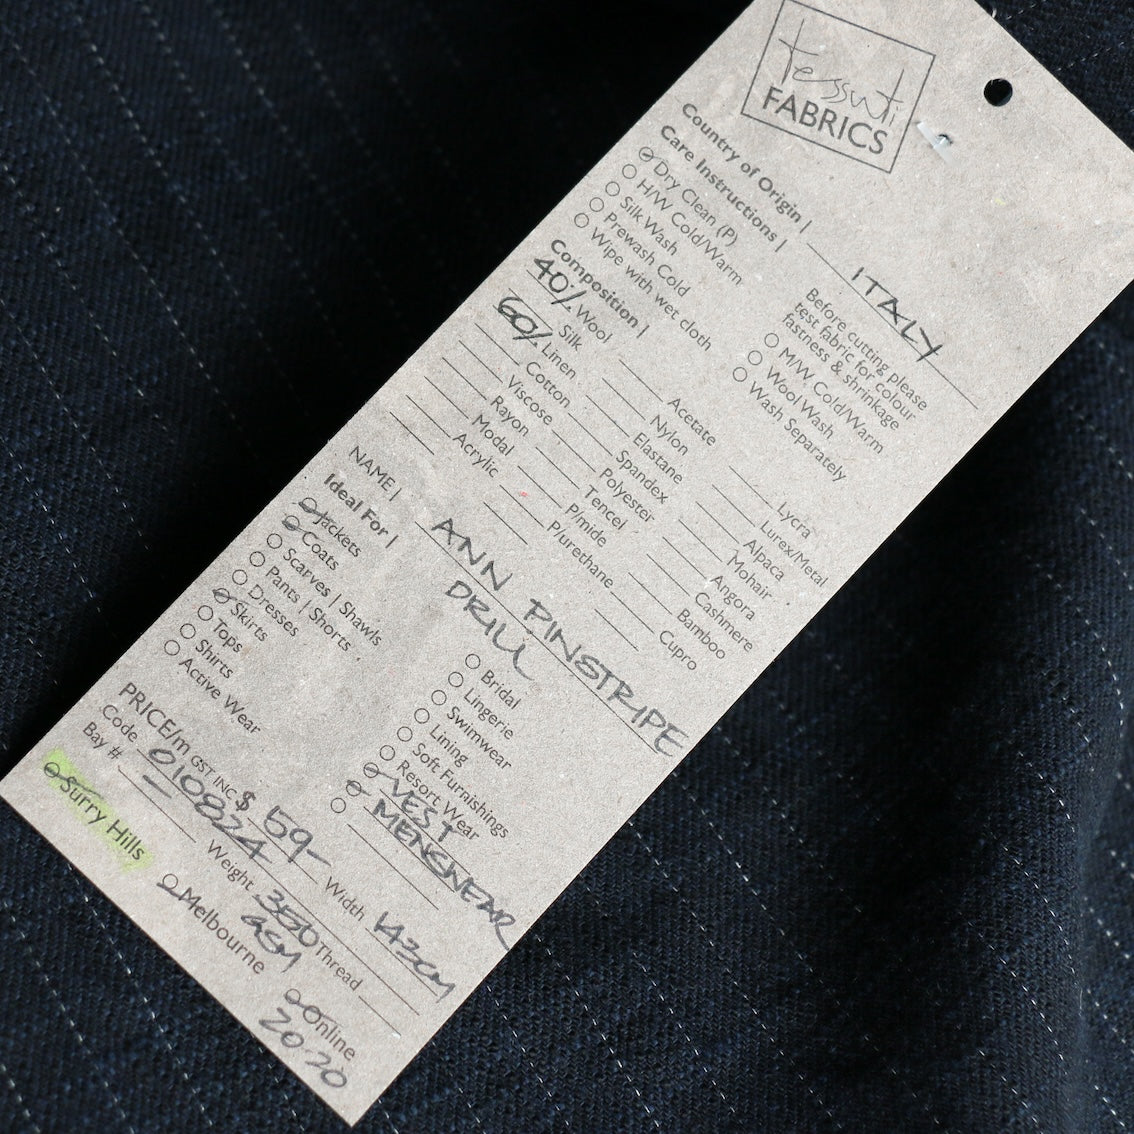 tessuti
FABRICS
Country of Origin | ITALY
Care Instructions |
Dry Clean (P)
H/W Cold/Warm
Silk Wash
Prewash Cold
Wipe with wet cloth
Before cutting please
test fabric for colour
fastness & shrinkage
M/W Cold/Warm
Wool Wash
Wash Separately
Composition |
40% Wool
Silk
60% Linen
Cotton
Viscose
Rayon
Modal
Acrylic
Acetate
Nylon
Elastane
Spandex
Polyester
Tencel
P/mide
P/urethane
Lycra
Lurex/Metal
Alpaca
Mohair
Angora
Cashmere
Bamboo
Cupro
NAME | ANN PINSTRIPE
DRILL
Ideal For |
Jackets
Coats
Scarves | Shawls
Pants | Shorts
Dresses
Skirts
Tops
Shirts
Active Wear
Bridal
Lingerie
Swimwear
Lining
Soft Furnishings
Resort Wear
VEST
MENSWEAR
PRICE/m GST INC $ 59- Width 143cm
Code 010824 Weight 350 GSM Thread
Bay #
Surry Hills
Melbourne
Online
20.20